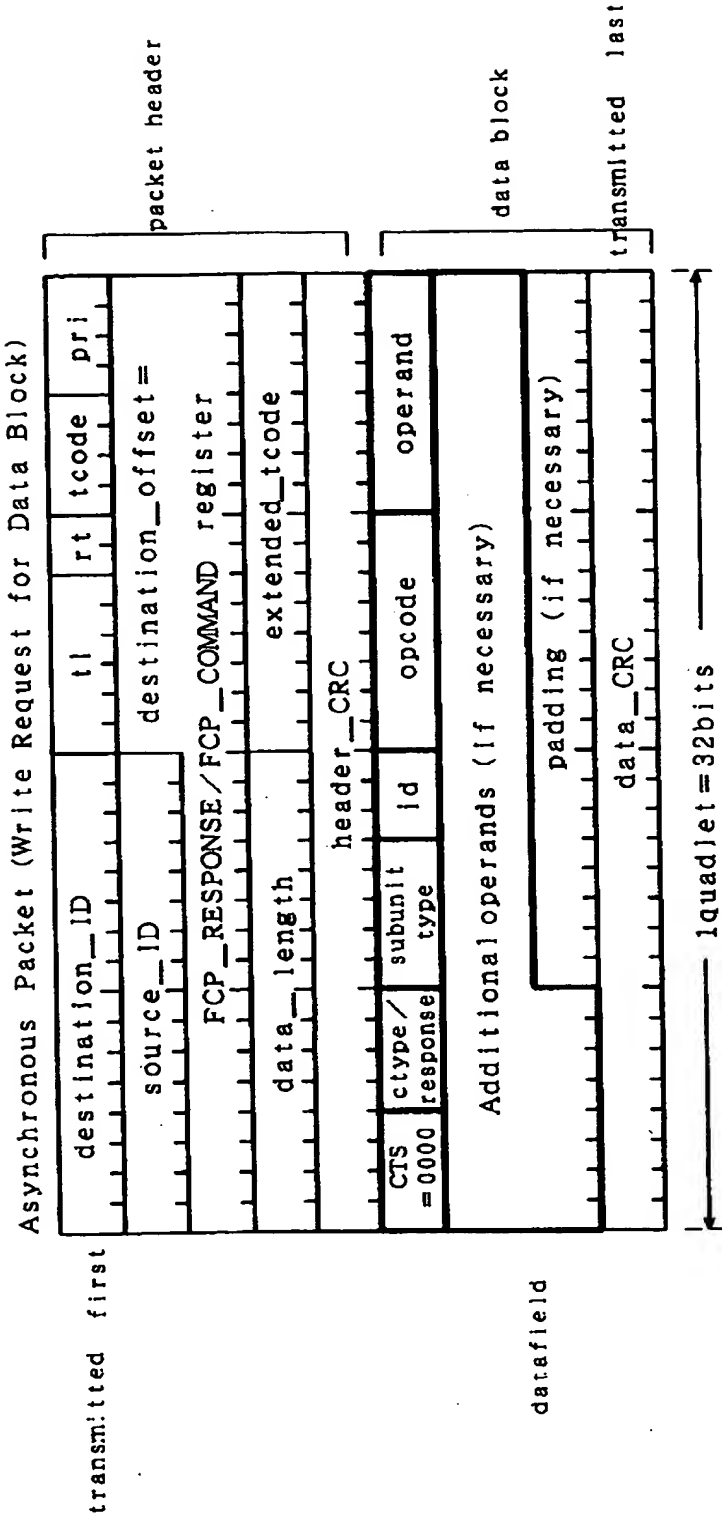 Asynchronous Packet (Write Request for Data Block)
transmitted first
destination_ID tl rt tcode pri
source_ID destination_offset=
FCP_RESPONSE/FCP_COMMAND register
data_length extended_tcode
header_CRC
packet header
CTS =0000 ctype/ response subunit type id opcode operand
Additional operands (if necessary)
padding (if necessary)
data_CRC
datafield
data block
transmitted last
1quadlet=32bits